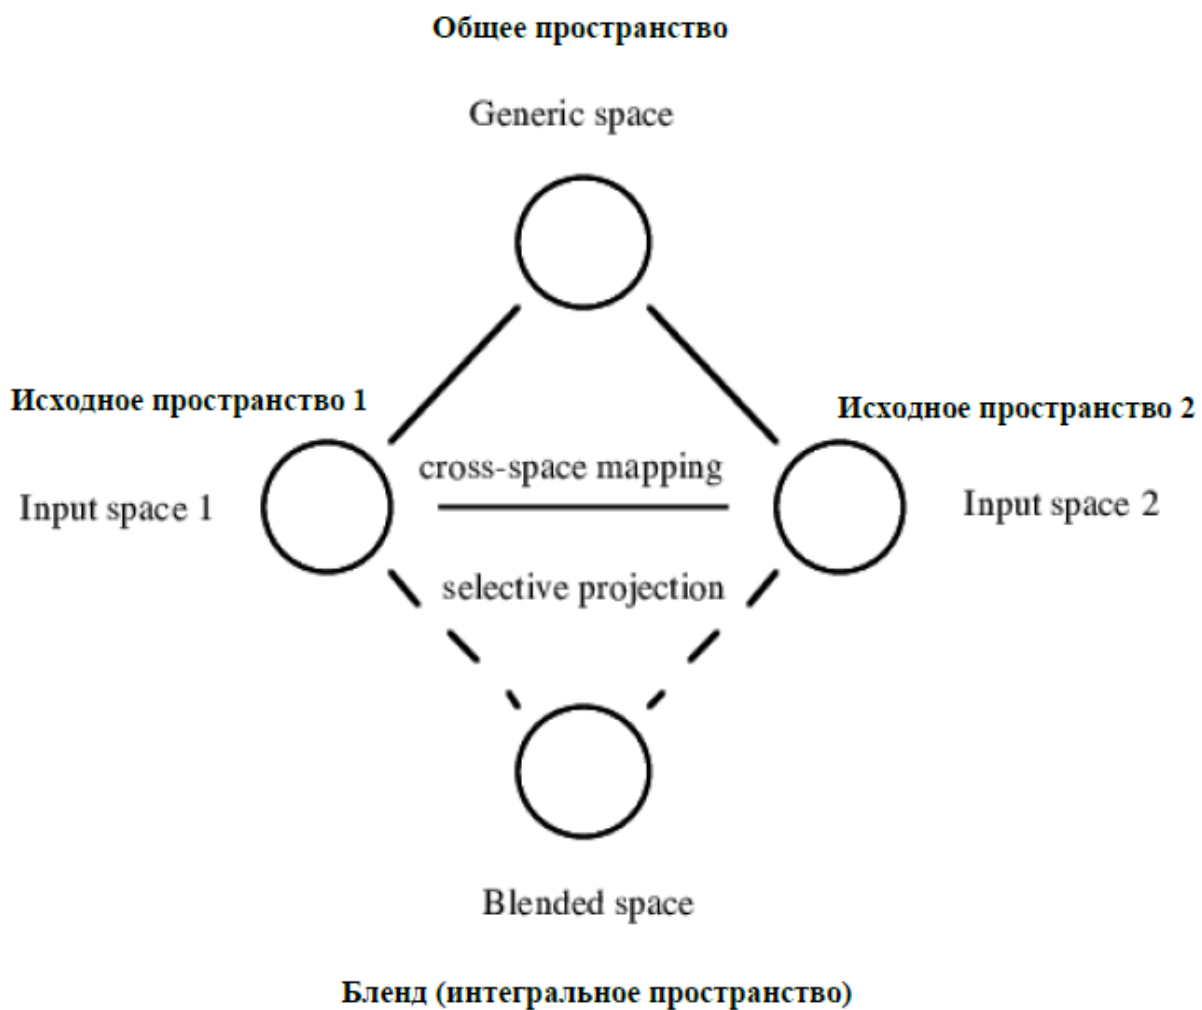 Общее пространство
Generic space
Исходное пространство 1
Исходное пространство 2
cross-space mapping
Input space 1
Input space 2
selective projection
Blended space
Бленд (интегральное пространство)